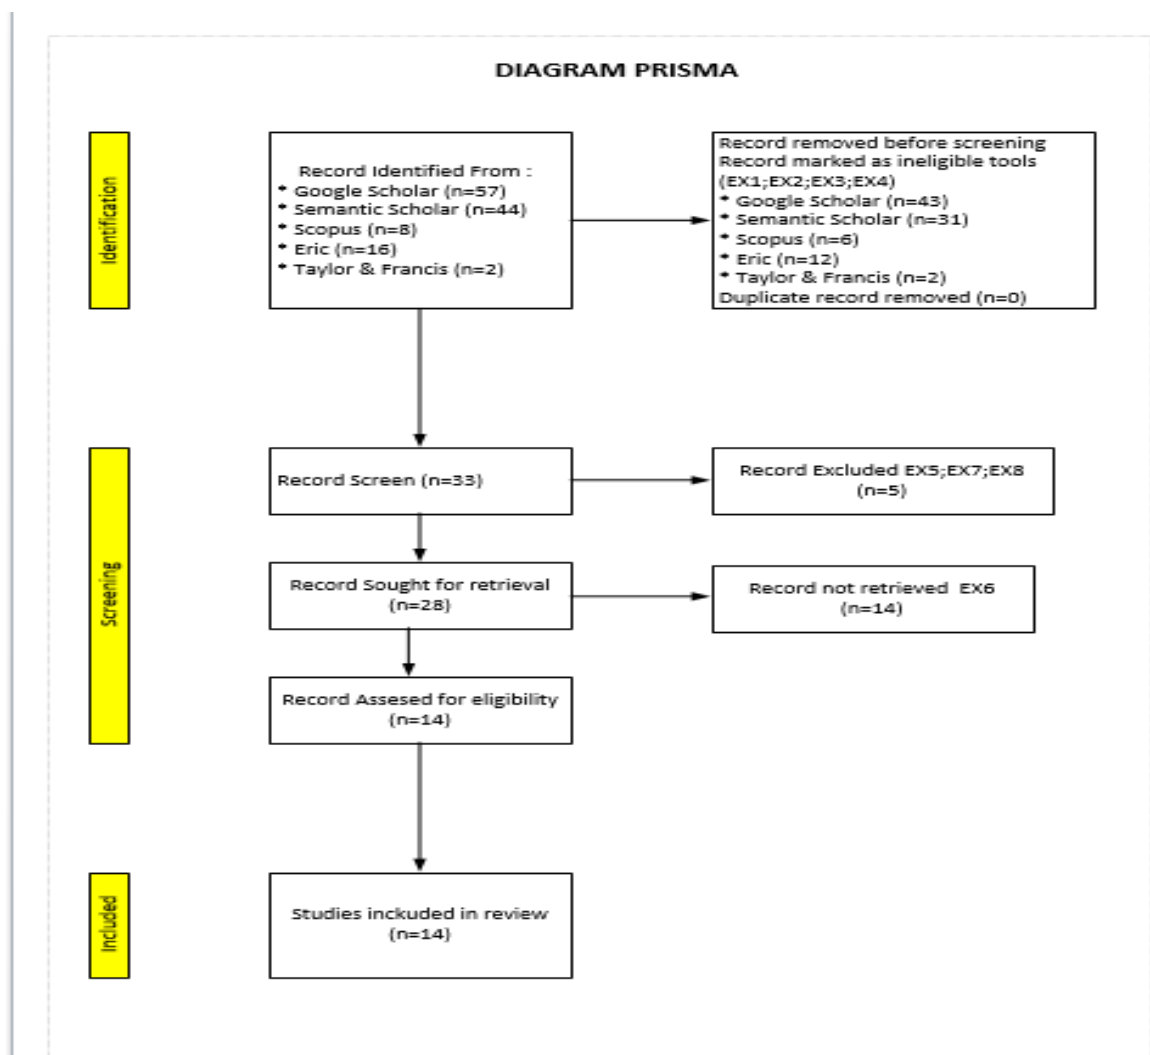 DIAGRAM PRISMA
Identification
Record Identified From :
* Google Scholar (n=57)
* Semantic Scholar (n=44)
* Scopus (n=8)
* Eric (n=16)
* Taylor & Francis (n=2)
Record removed before screening
Record marked as ineligible tools
(EX1;EX2;EX3;EX4)
* Google Scholar (n=43)
* Semantic Scholar (n=31)
* Scopus (n=6)
* Eric (n=12)
* Taylor & Francis (n=2)
Duplicate record removed (n=0)
Screening
Record Screen (n=33)
Record Excluded EX5;EX7;EX8
(n=5)
Record Sought for retrieval
(n=28)
Record not retrieved EX6
(n=14)
Record Assesed for eligibility
(n=14)
Included
Studies inckuded in review
(n=14)